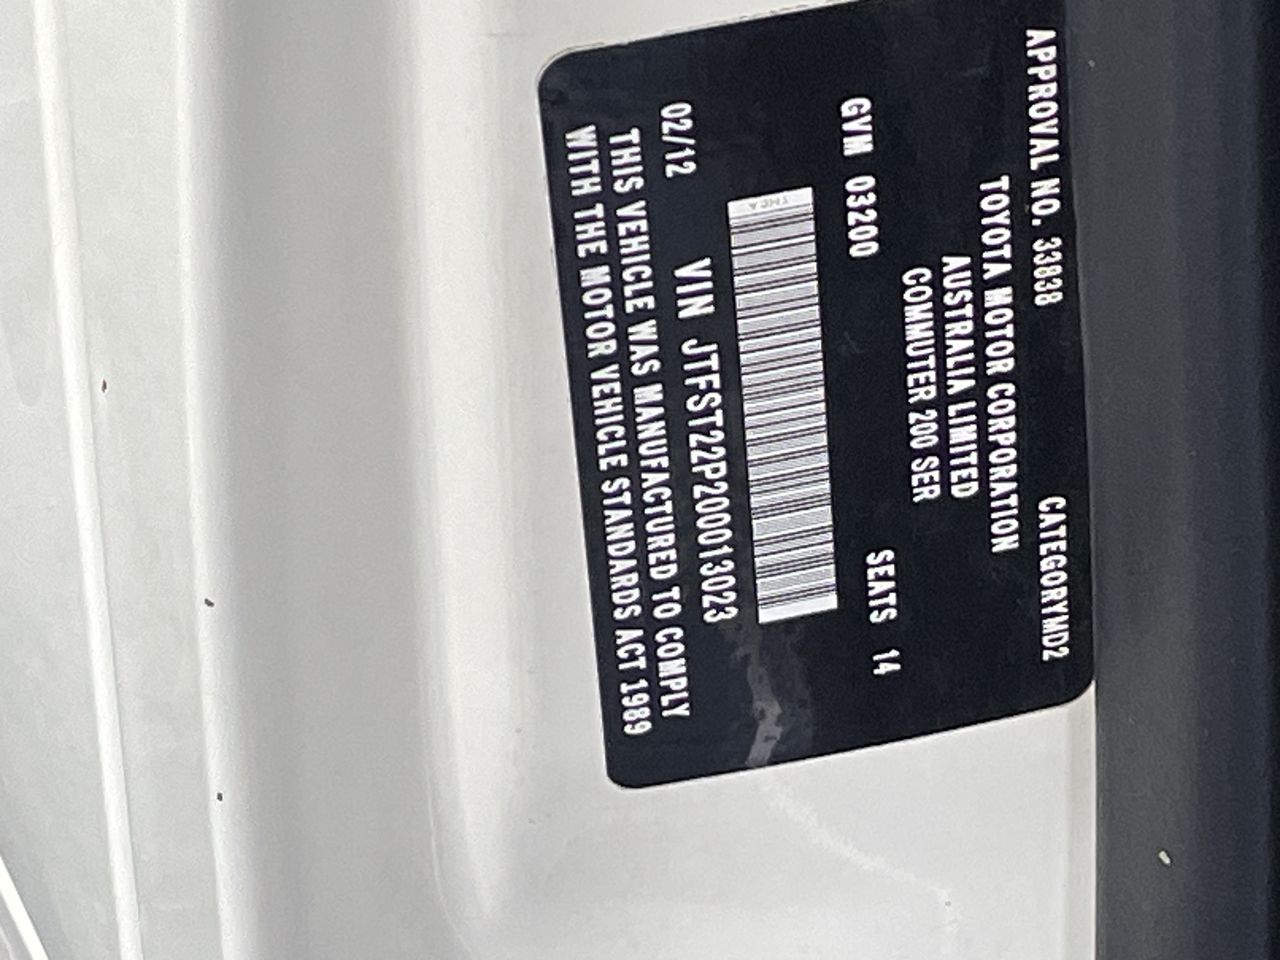 APPROVAL NO. 33838 CATEGORYMD2
TOYOTA MOTOR CORPORATION
AUSTRALIA LIMITED
COMMUTER 200 SER
GVM 03200 SEATS 14
02/12 VIN JTFST22P200013023
THIS VEHICLE WAS MANUFACTURED TO COMPLY
WITH THE MOTOR VEHICLE STANDARDS ACT 1989